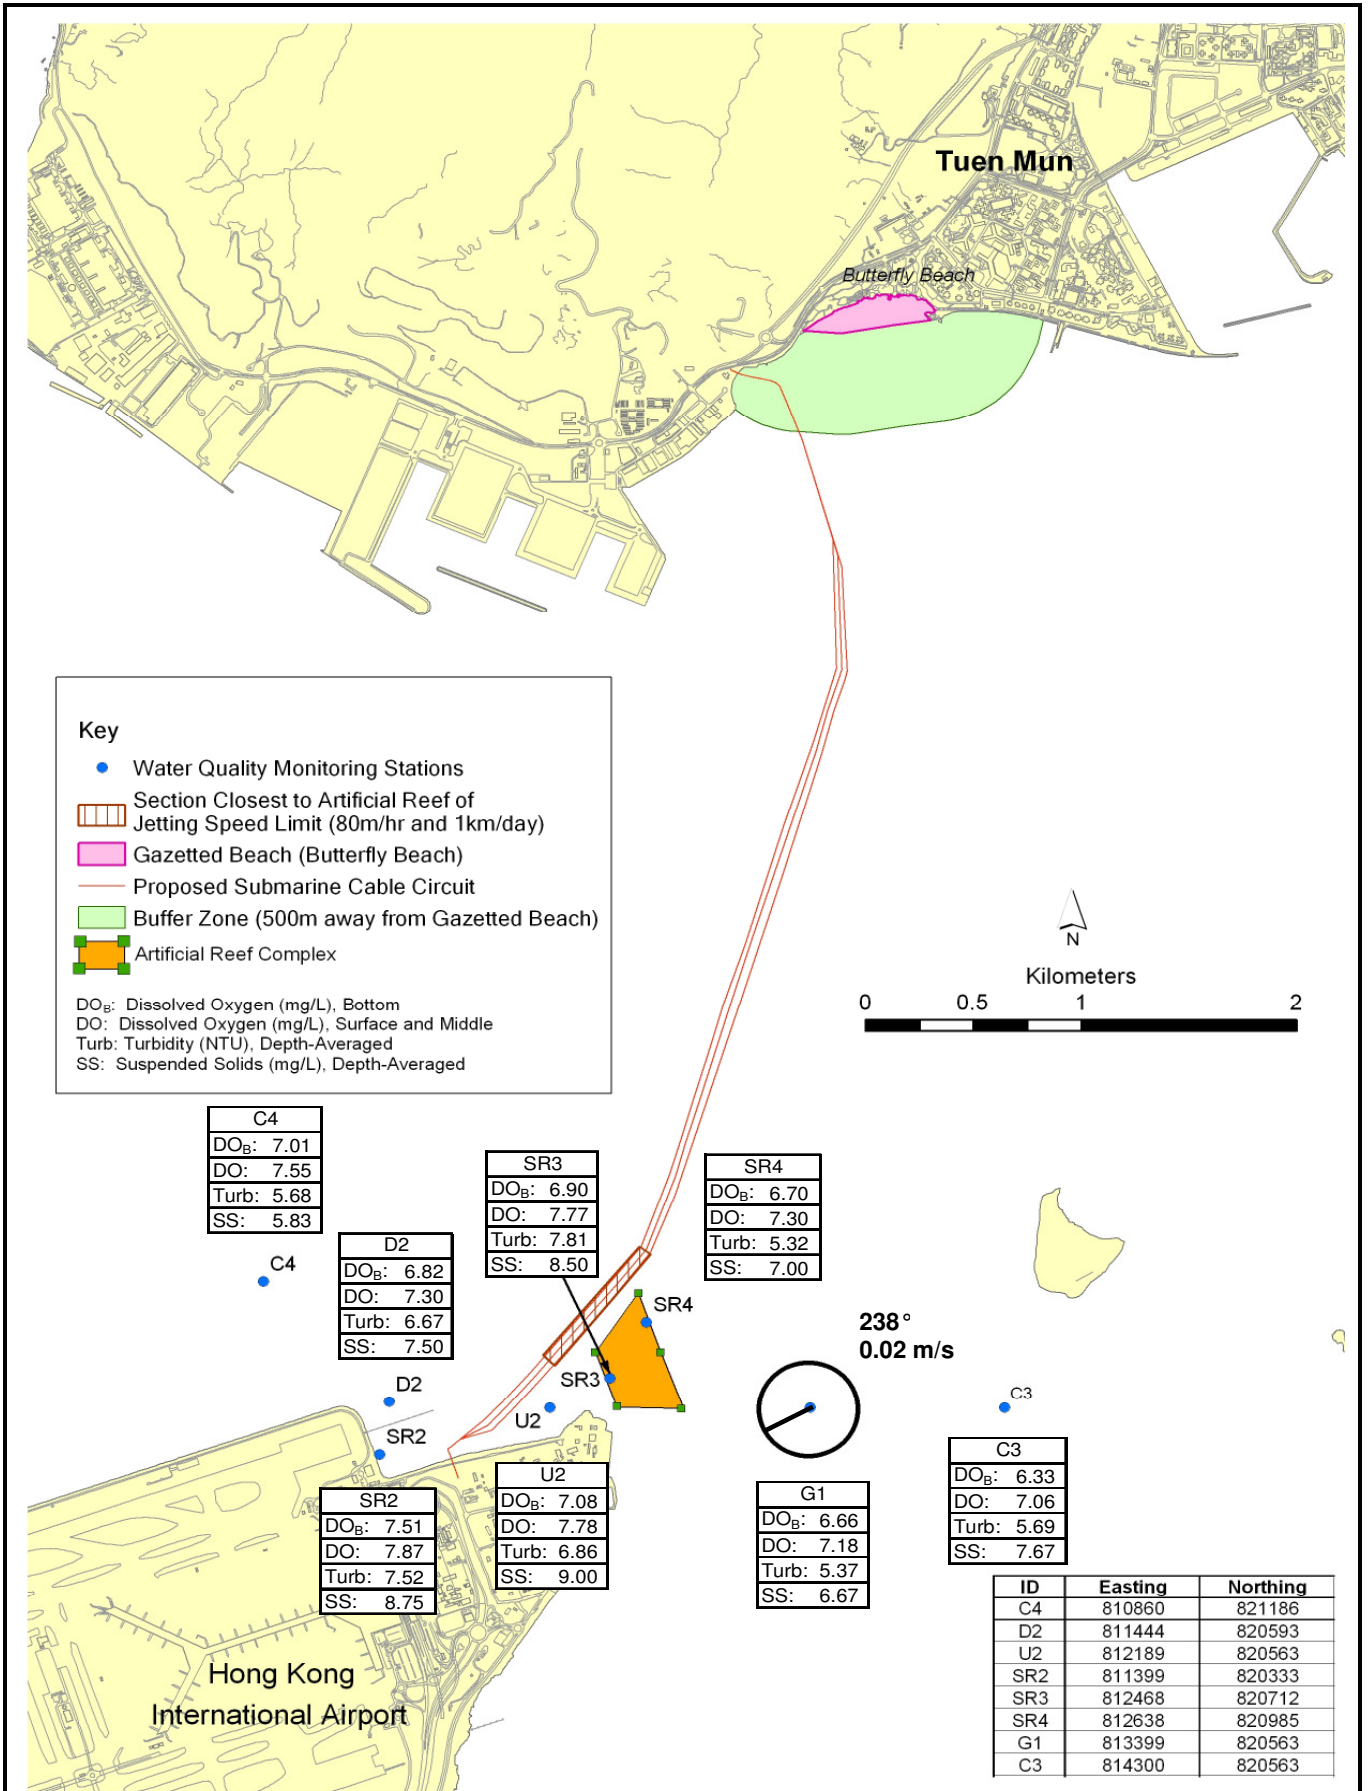 Tuen Mun
Butterfly Beach
Key
Water Quality Monitoring Stations
Section Closest to Artificial Reef of
Jetting Speed Limit (80m/hr and 1km/day)
Gazetted Beach (Butterfly Beach)
Proposed Submarine Cable Circuit
Buffer Zone (500m away from Gazetted Beach)
Artificial Reef Complex
DOB: Dissolved Oxygen (mg/L), Bottom
DO: Dissolved Oxygen (mg/L), Surface and Middle
Turb: Turbidity (NTU), Depth-Averaged
SS: Suspended Solids (mg/L), Depth-Averaged
N
Kilometers
0 0.5 1 2
C4
DOB: 7.01
DO: 7.55
Turb: 5.68
SS: 5.83
C4
D2
DOB: 6.82
DO: 7.30
Turb: 6.67
SS: 7.50
D2
SR3
DOB: 6.90
DO: 7.77
Turb: 7.81
SS: 8.50
SR3
SR4
DOB: 6.70
DO: 7.30
Turb: 5.32
SS: 7.00
SR4
238°
0.02 m/s
C3
U2
SR2
SR2
DOB: 7.51
DO: 7.87
Turb: 7.52
SS: 8.75
U2
DOB: 7.08
DO: 7.78
Turb: 6.86
SS: 9.00
G1
DOB: 6.66
DO: 7.18
Turb: 5.37
SS: 6.67
C3
DOB: 6.33
DO: 7.06
Turb: 5.69
SS: 7.67
Hong Kong
International Airport
ID Easting Northing
C4 810860 821186
D2 811444 820593
U2 812189 820563
SR2 811399 820333
SR3 812468 820712
SR4 812638 820985
G1 813399 820563
C3 814300 820563